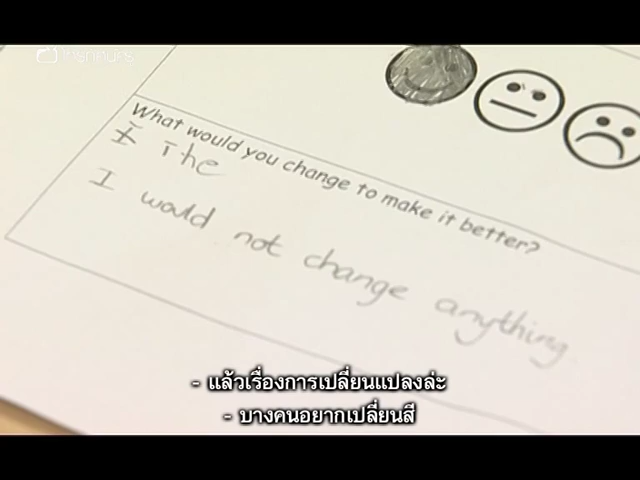 What would you change to make it better?
I The
I would not change anything.
- แล้วเรื่องการเปลี่ยนแปลงล่ะ
- บางคนอยากเปลี่ยนสี